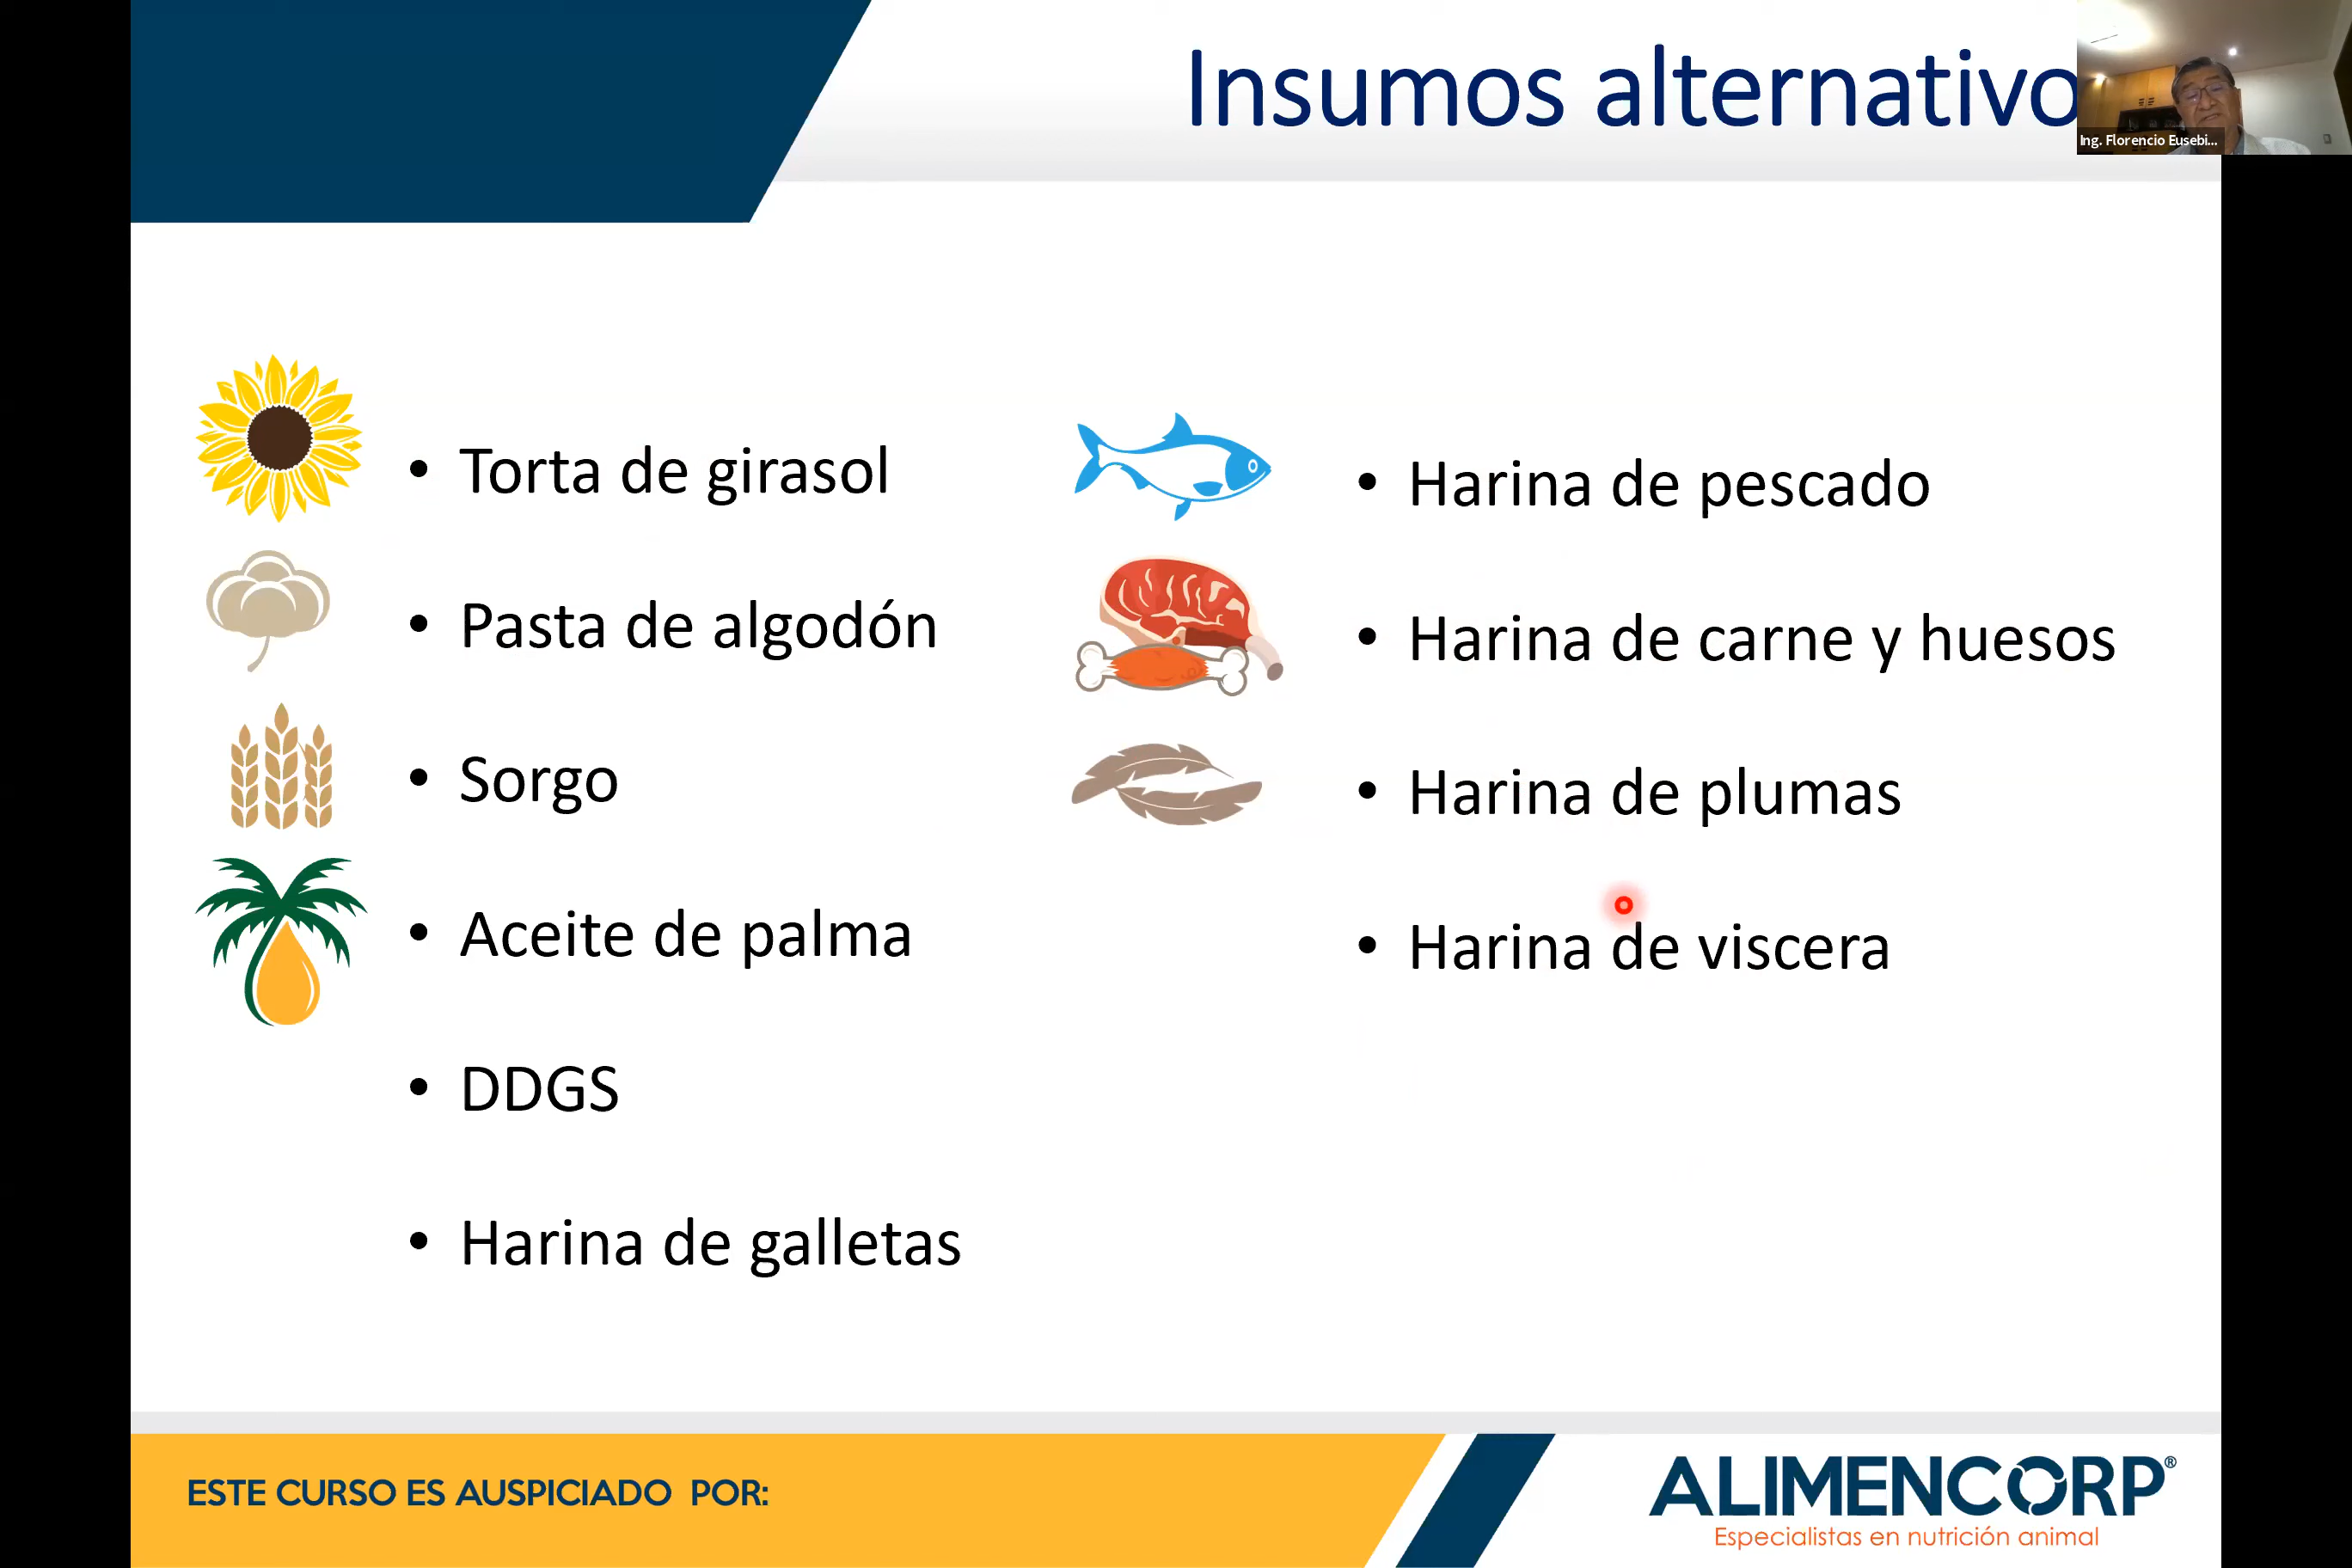 Insumos alternativo
Ing. Florencio Eusebi...
• Torta de girasol
• Pasta de algodón
• Sorgo
• Aceite de palma
• DDGS
• Harina de galletas
• Harina de pescado
• Harina de carne y huesos
• Harina de plumas
• Harina de viscera
ESTE CURSO ES AUSPICIADO POR:
ALIMENCORP®
Especialistas en nutrición animal